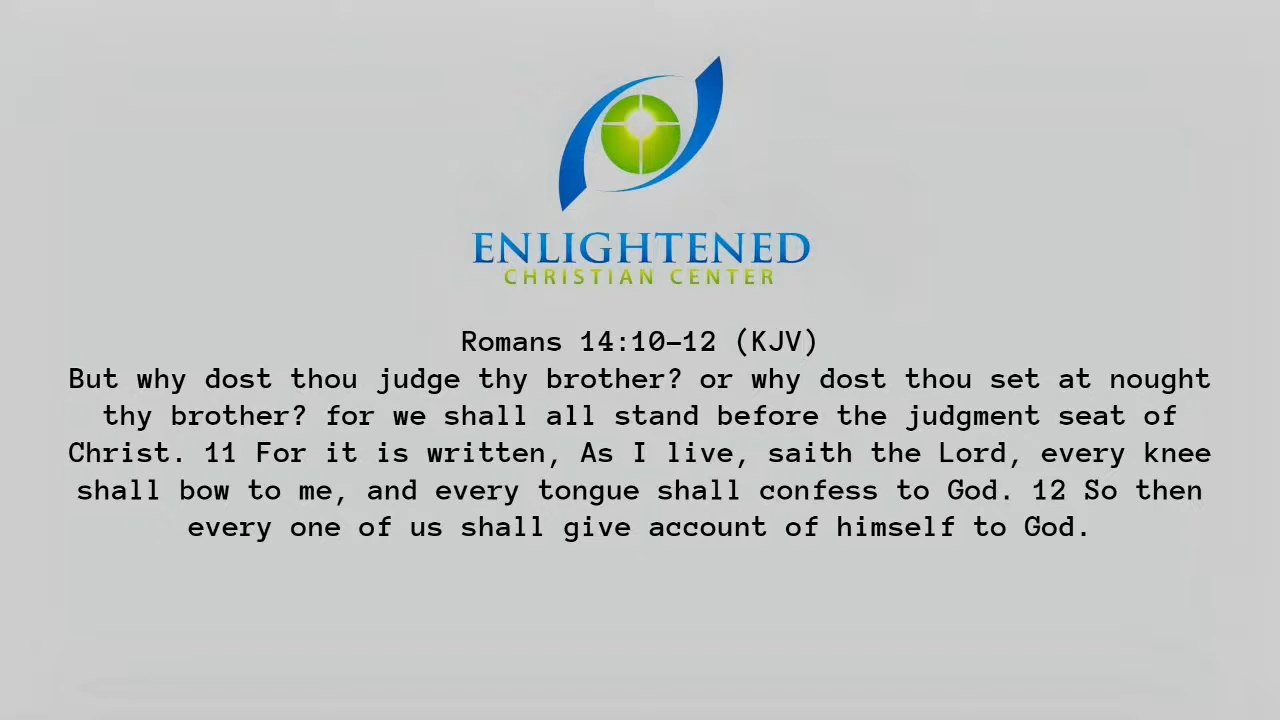 ENLIGHTENED
CHRISTIAN CENTER
Romans 14:10-12 (KJV)
But why dost thou judge thy brother? or why dost thou set at nought
thy brother? for we shall all stand before the judgment seat of
Christ. 11 For it is written, As I live, saith the Lord, every knee
shall bow to me, and every tongue shall confess to God. 12 So then
every one of us shall give account of himself to God.